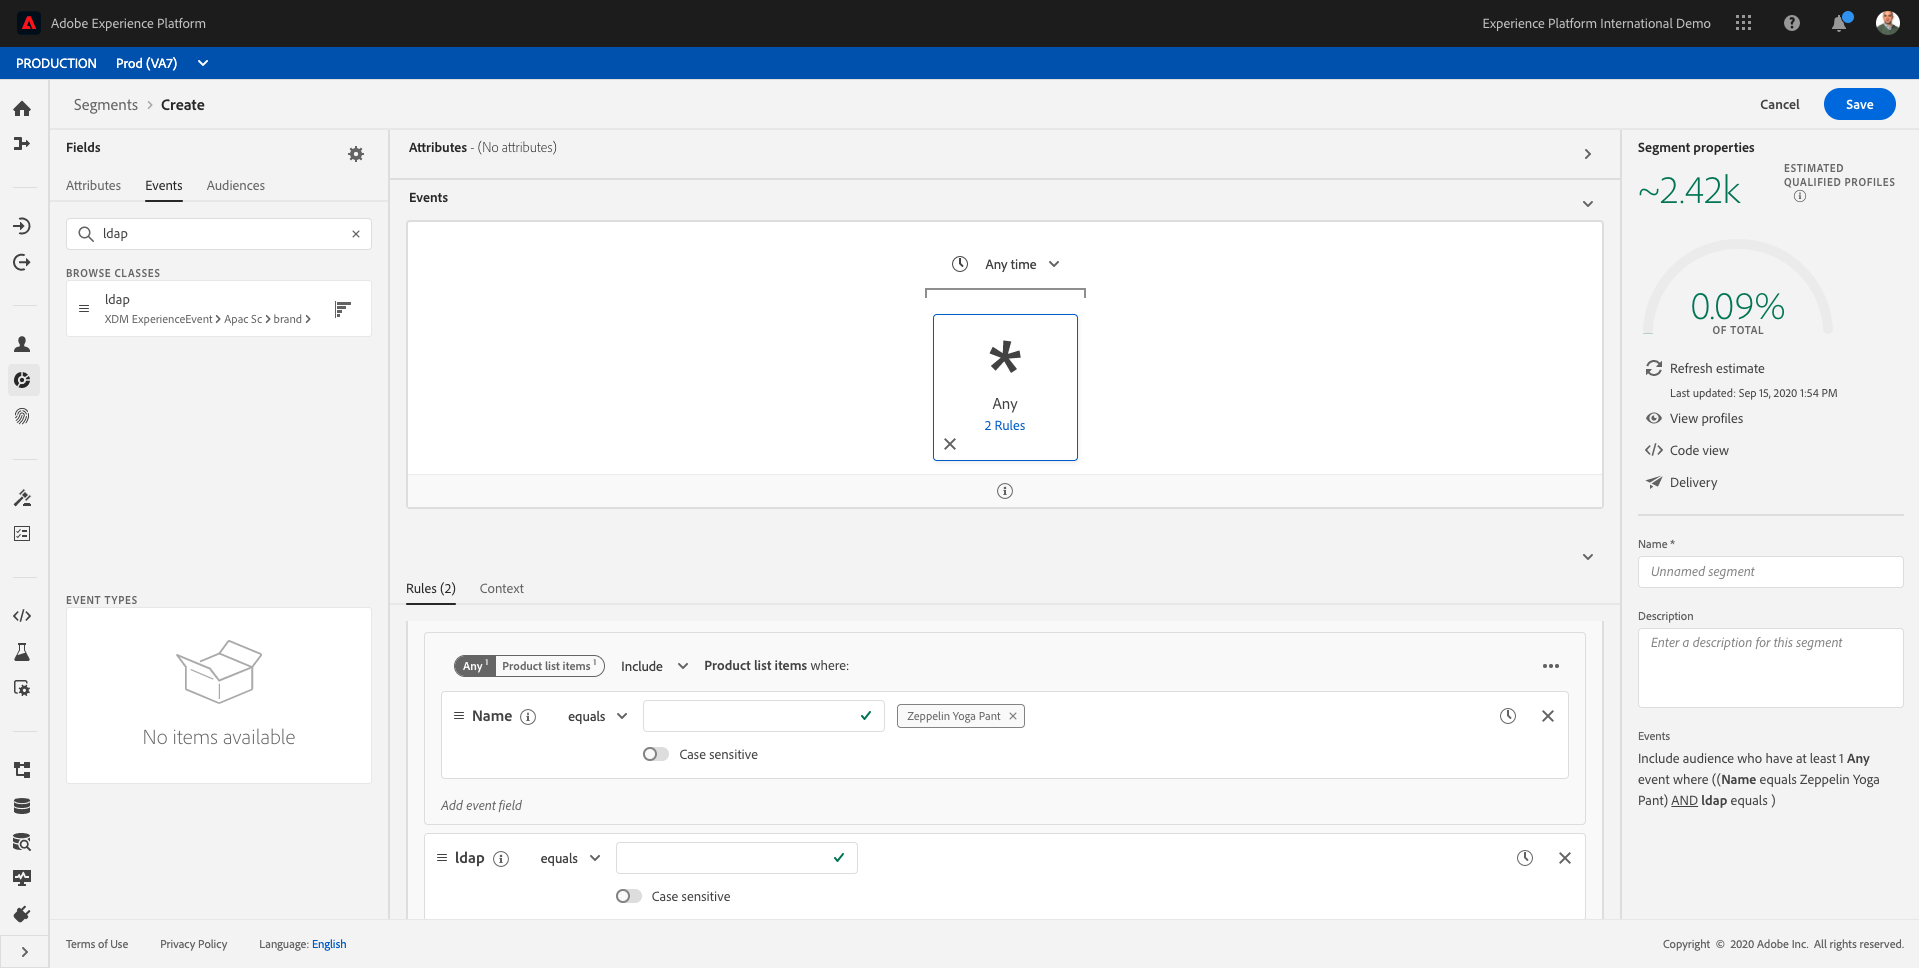 Adobe Experience Platform
Experience Platform International Demo
PRODUCTION Prod (VA7)
Segments > Create
Cancel
Save
Fields
Attributes Events Audiences
ldap
BROWSE CLASSES
ldap
XDM ExperienceEvent > Apac Sc > brand >
EVENT TYPES
No items available
Attributes - (No attributes)
Events
Any time
Any
2 Rules
Rules (2) Context
Any 1 Product list items 1 Include Product list items where:
Name equals Zeppelin Yoga Pant
Case sensitive
Add event field
ldap equals
Case sensitive
Segment properties
~2.42k
ESTIMATED
QUALIFIED PROFILES
0.09%
OF TOTAL
Refresh estimate
Last updated: Sep 15, 2020 1:54 PM
View profiles
Code view
Delivery
Name *
Unnamed segment
Description
Enter a description for this segment
Events
Include audience who have at least 1 Any
event where ((Name equals Zeppelin Yoga
Pant) AND ldap equals )
Terms of Use Privacy Policy Language: English
Copyright © 2020 Adobe Inc. All rights reserved.